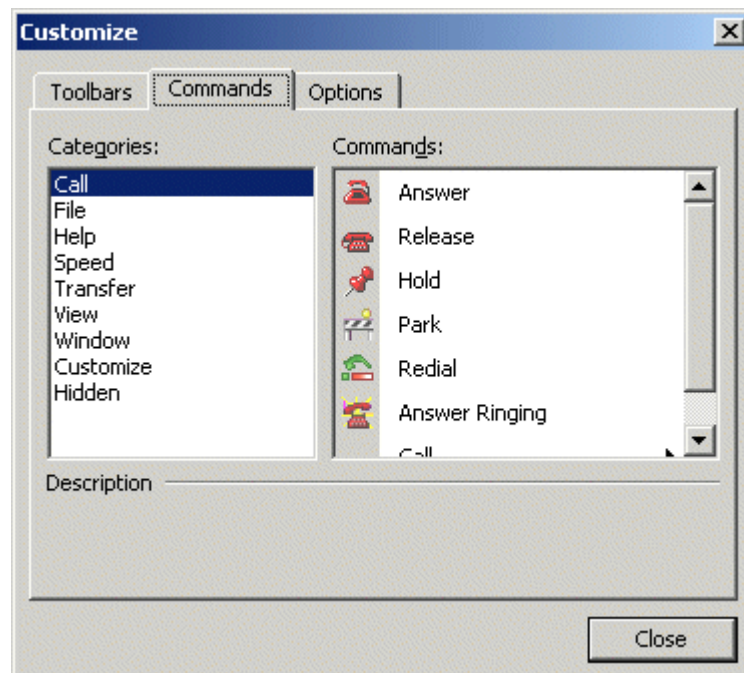 Customize
Toolbars Commands Options
Categories: Commands:
Call
File
Help
Speed
Transfer
View
Window
Customize
Hidden
Answer
Release
Hold
Park
Redial
Answer Ringing
Call
Description
Close